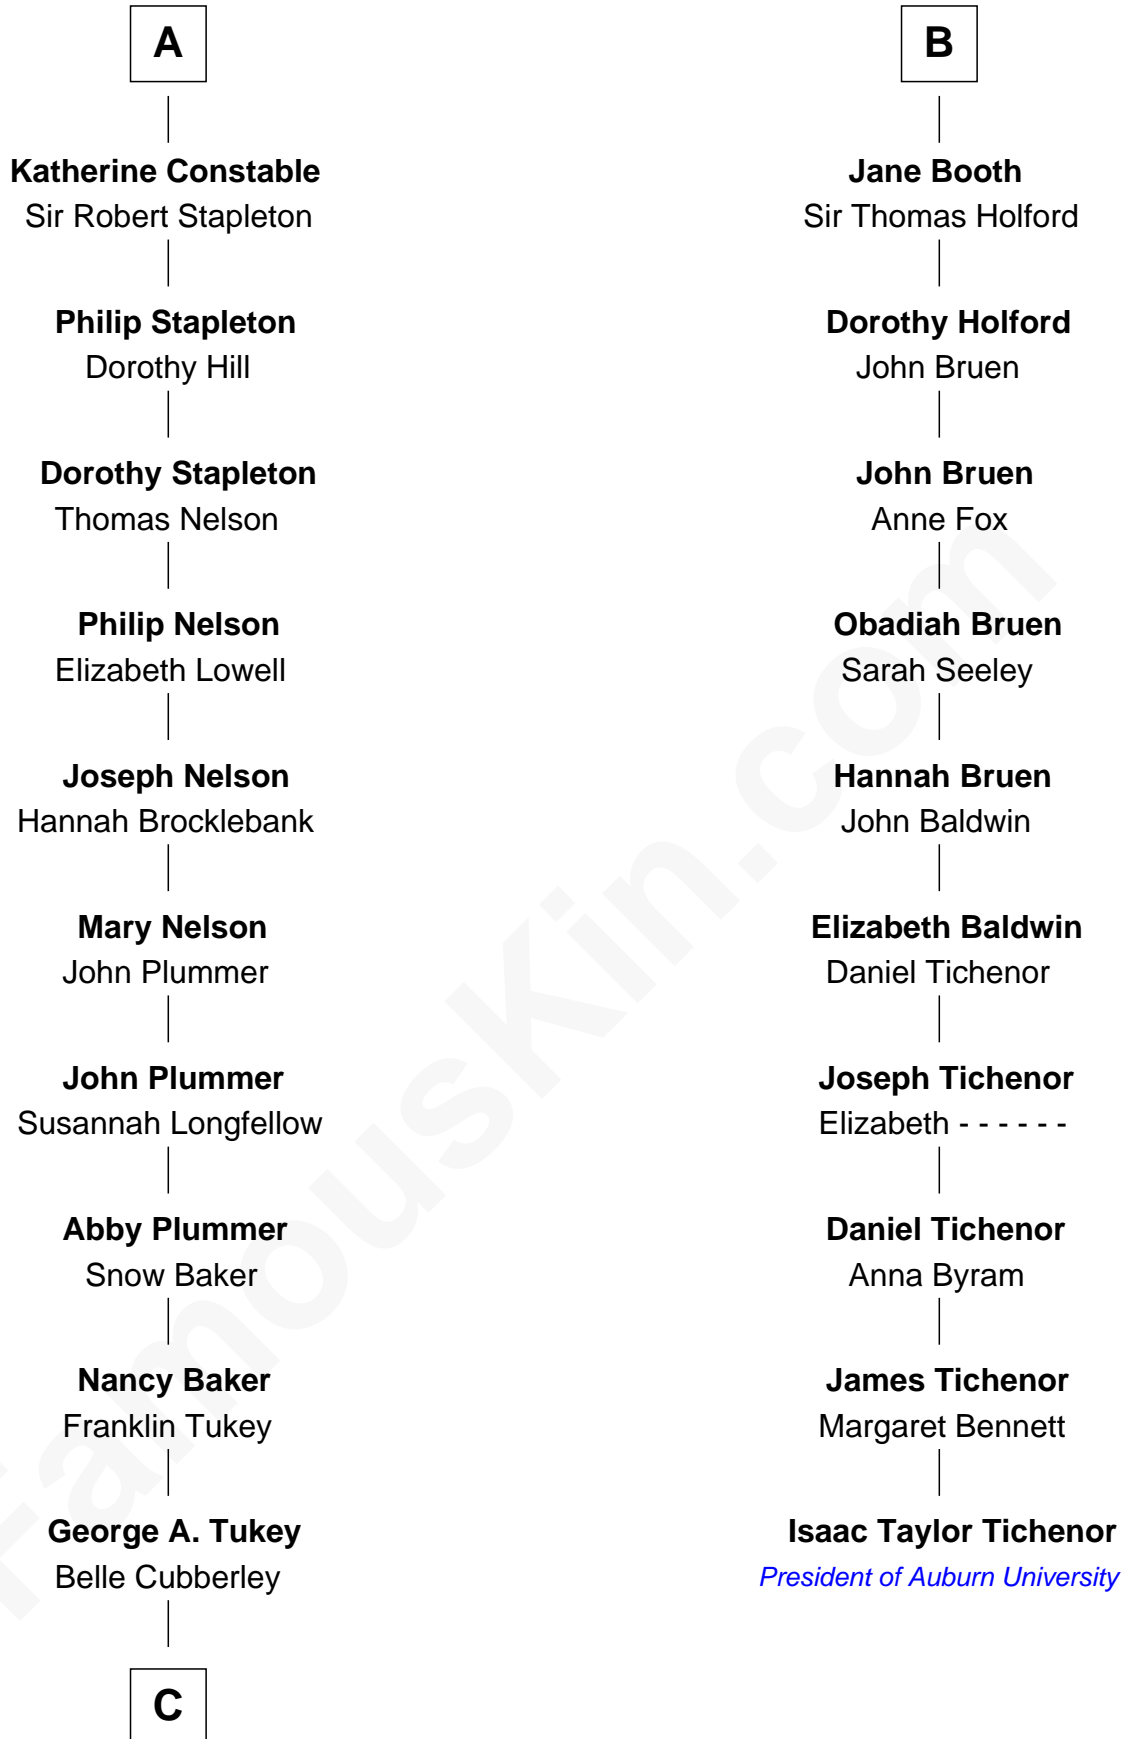 A
Katherine Constable
Sir Robert Stapleton
Philip Stapleton
Dorothy Hill
Dorothy Stapleton
Thomas Nelson
Philip Nelson
Elizabeth Lowell
Joseph Nelson
Hannah Brocklebank
Mary Nelson
John Plummer
John Plummer
Susannah Longfellow
Abby Plummer
Snow Baker
Nancy Baker
Franklin Tukey
George A. Tukey
Belle Cubberley
C
B
Jane Booth
Sir Thomas Holford
Dorothy Holford
John Bruen
John Bruen
Anne Fox
Obadiah Bruen
Sarah Seeley
Hannah Bruen
John Baldwin
Elizabeth Baldwin
Daniel Tichenor
Joseph Tichenor
Elizabeth - - - - - -
Daniel Tichenor
Anna Byram
James Tichenor
Margaret Bennett
Isaac Taylor Tichenor
President of Auburn University
FamousKin.com